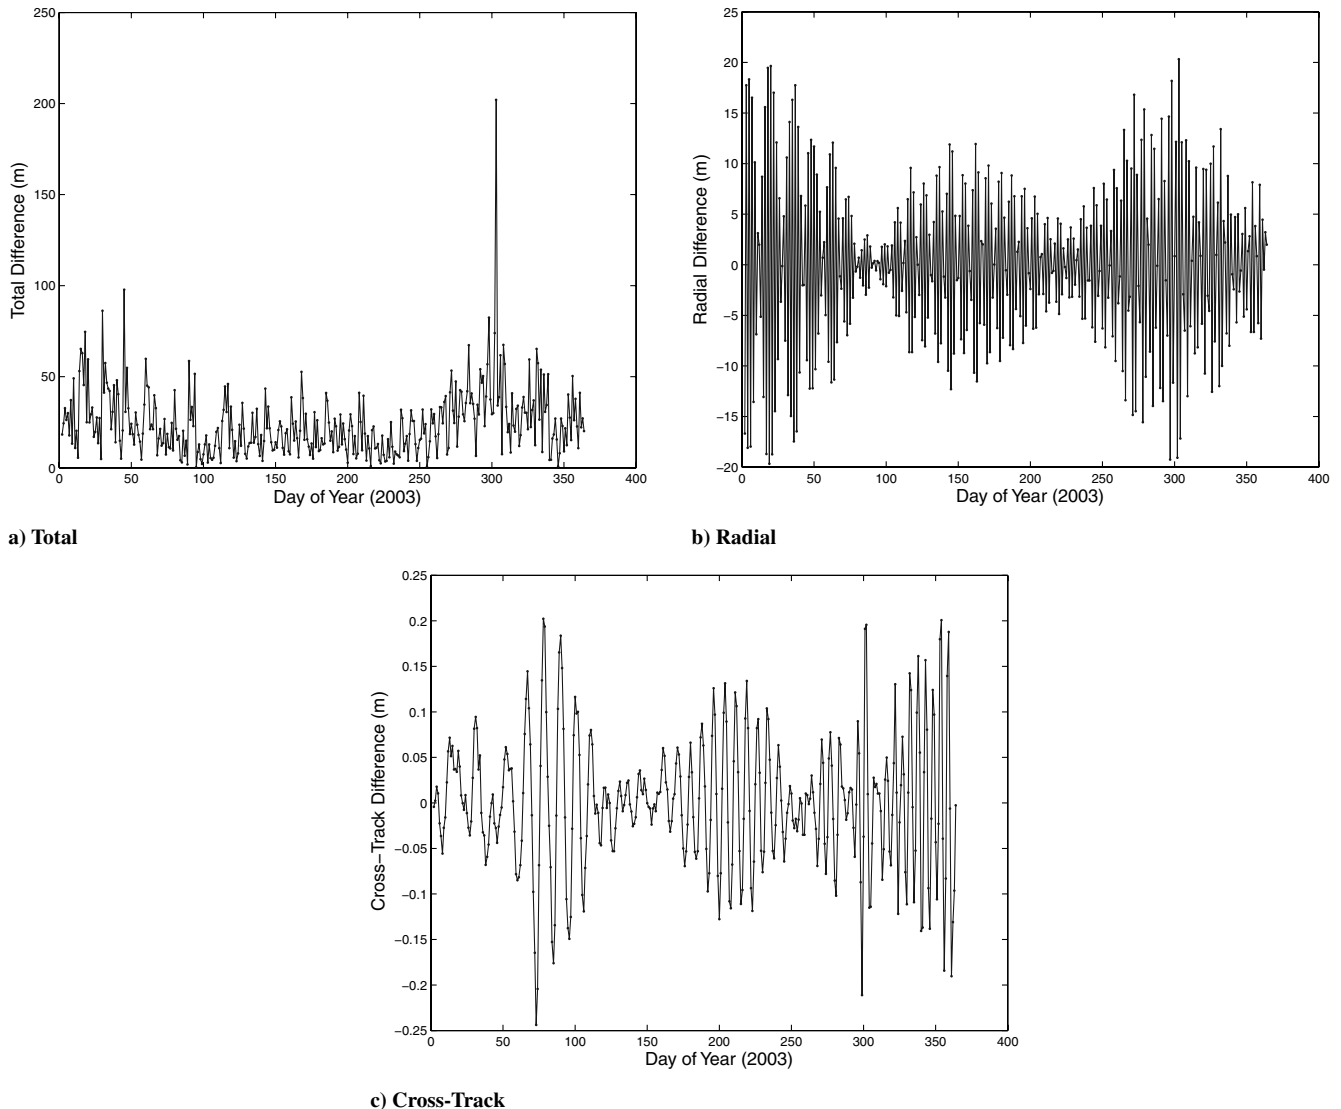 250
200
150
100
50
0
Total Difference (m)
0 50 100 150 200 250 300 350 400
Day of Year (2003)
a) Total
25
20
15
10
5
0
−5
−10
−15
−20
Radial Difference (m)
0 50 100 150 200 250 300 350 400
Day of Year (2003)
b) Radial
0.25
0.2
0.15
0.1
0.05
0
−0.05
−0.1
−0.15
−0.2
−0.25
Cross−Track Difference (m)
0 50 100 150 200 250 300 350 400
Day of Year (2003)
c) Cross-Track